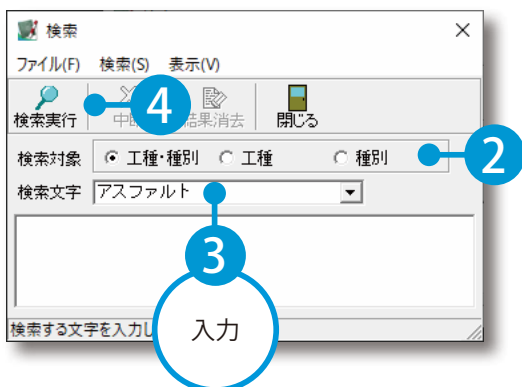 検索
ファイル(F) 検索(S) 表示(V)
4
検索実行 中 結果消去 閉じる
検索対象 工種・種別 工種 種別 2
検索文字 アスファルト
3
入力
検索する文字を入力し